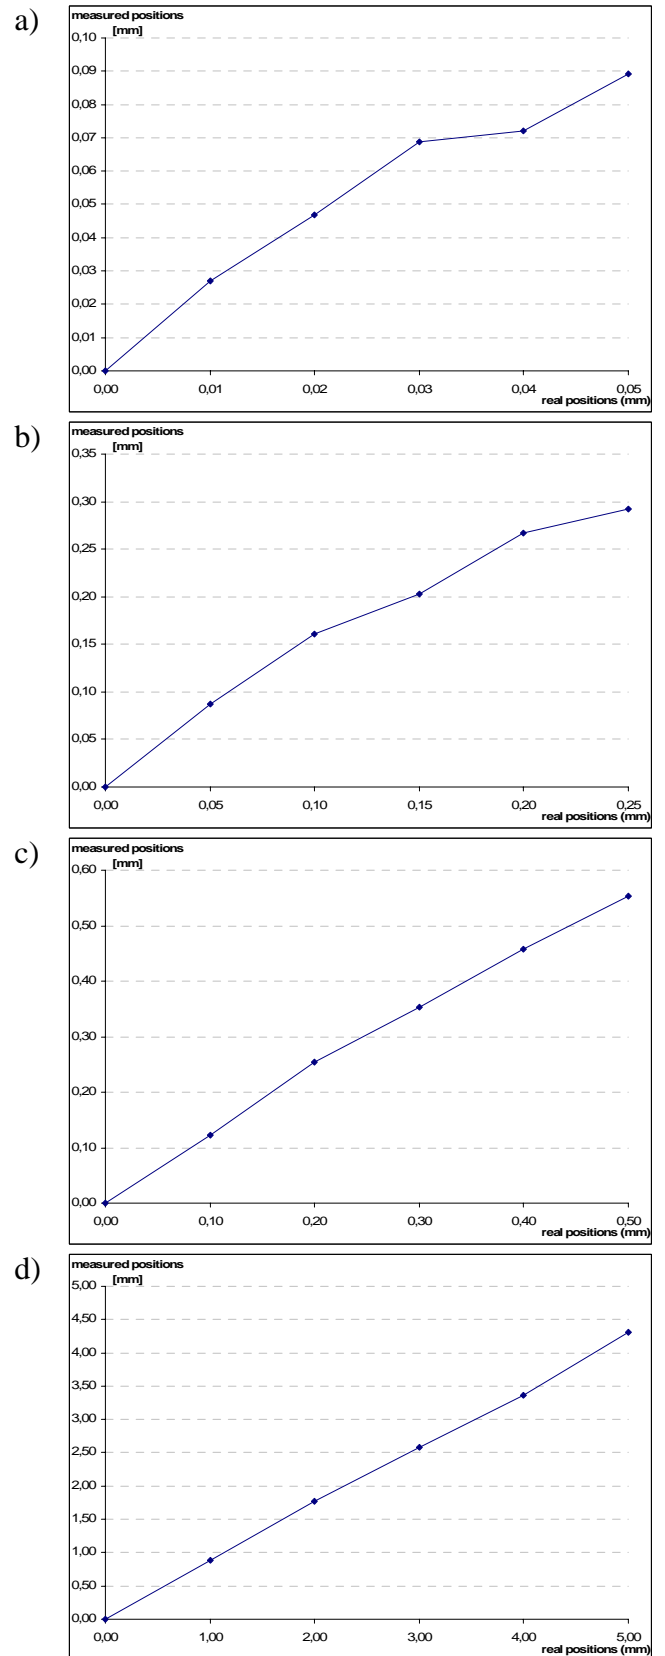 a)
measured positions
[mm]
0,10
0,09
0,08
0,07
0,06
0,05
0,04
0,03
0,02
0,01
0,00
0,00 0,01 0,02 0,03 0,04 0,05
real positions (mm)
b)
measured positions
[mm]
0,35
0,30
0,25
0,20
0,15
0,10
0,05
0,00
0,00 0,05 0,10 0,15 0,20 0,25
real positions (mm)
c)
measured positions
[mm]
0,60
0,50
0,40
0,30
0,20
0,10
0,00
0,00 0,10 0,20 0,30 0,40 0,50
real positions (mm)
d)
measured positions
[mm]
5,00
4,50
4,00
3,50
3,00
2,50
2,00
1,50
1,00
0,50
0,00
0,00 1,00 2,00 3,00 4,00 5,00
real positions (mm)